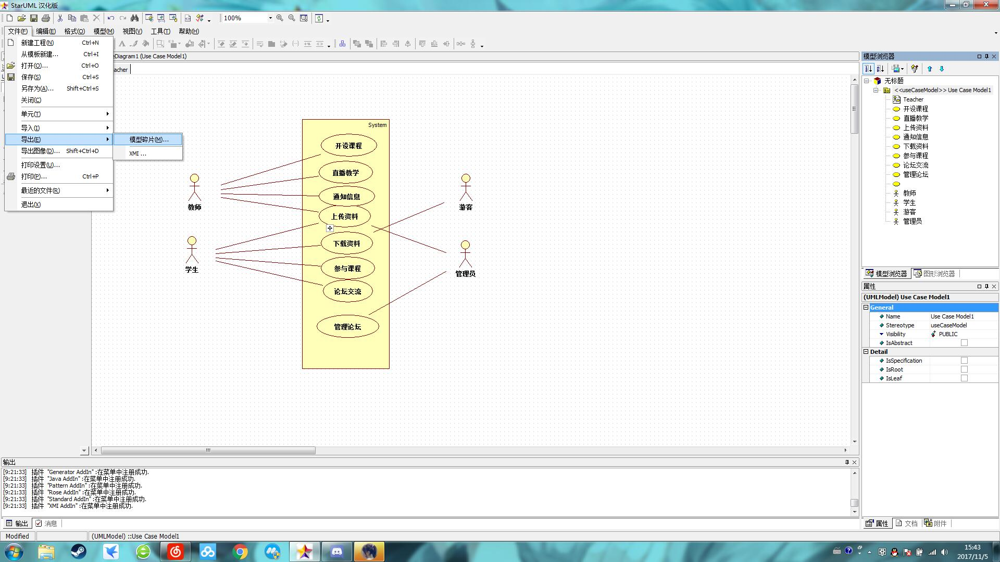 StarUML 汉化版
100%
文件(F) 编辑(E) 格式(O) 模型(M) 视图(V) 工具(T) 帮助(H)
新建工程(N) Ctrl+N
从模板新建... Ctrl+I
打开(O)... Ctrl+O
保存(S) Ctrl+S
另存为(A)... Shift+Ctrl+S
关闭(C)
单元(T)
导入(I)
导出(E)
导出图像(D)... Shift+Ctrl+D
打印设置(U)...
打印(P)... Ctrl+P
最近的文件(R)
退出(X)
模型碎片(M)...
XMI ...
eDiagram1 (Use Case Model1)
acher
System
开设课程
直播教学
通知信息
上传资料
下载资料
参与课程
论坛交流
管理论坛
教师
学生
游客
管理员
模型浏览器
无标题
<<useCaseModel>> Use Case Model1
Teacher
开设课程
直播教学
上传资料
通知信息
下载资料
参与课程
论坛交流
管理论坛
教师
学生
游客
管理员
模型浏览器 图形浏览器
属性
(UMLModel) Use Case Model1
General
Name Use Case Model1
Stereotype useCaseModel
Visibility PUBLIC
IsAbstract
Detail
IsSpecification
IsRoot
IsLeaf
属性 文档 附件
输出
[9:21:33] 插件 "Generator AddIn" :在菜单中注册成功.
[9:21:33] 插件 "Java AddIn" :在菜单中注册成功.
[9:21:33] 插件 "Pattern AddIn" :在菜单中注册成功.
[9:21:33] 插件 "Rose AddIn" :在菜单中注册成功.
[9:21:33] 插件 "Standard AddIn" :在菜单中注册成功.
[9:21:33] 插件 "XMI AddIn" :在菜单中注册成功.
输出 消息
Modified (UMLModel) ::Use Case Model1
15:43
2017/11/5